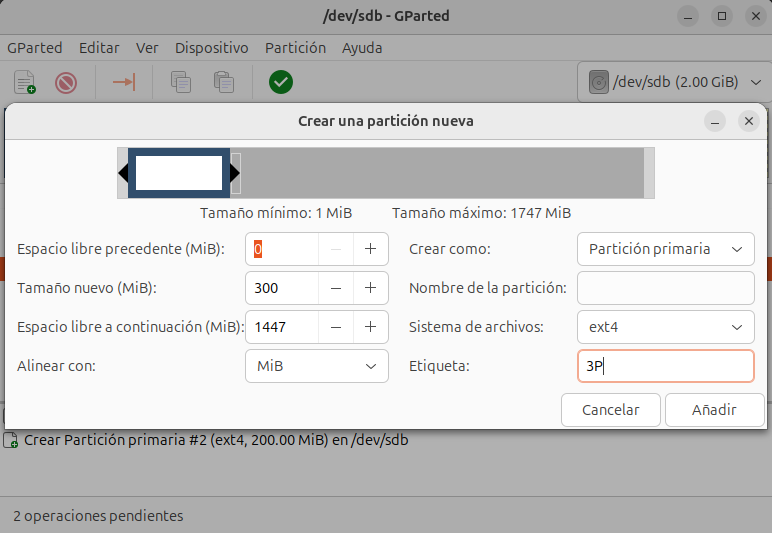 /dev/sdb - GParted
GParted Editar Ver Dispositivo Partición Ayuda
/dev/sdb (2.00 GiB)
Crear una partición nueva
Tamaño mínimo: 1 MiB Tamaño máximo: 1747 MiB
Espacio libre precedente (MiB): 0 Crear como: Partición primaria
Tamaño nuevo (MiB): 300 Nombre de la partición:
Espacio libre a continuación (MiB): 1447 Sistema de archivos: ext4
Alinear con: MiB Etiqueta: 3P
Cancelar Añadir
Crear Partición primaria #2 (ext4, 200.00 MiB) en /dev/sdb
2 operaciones pendientes